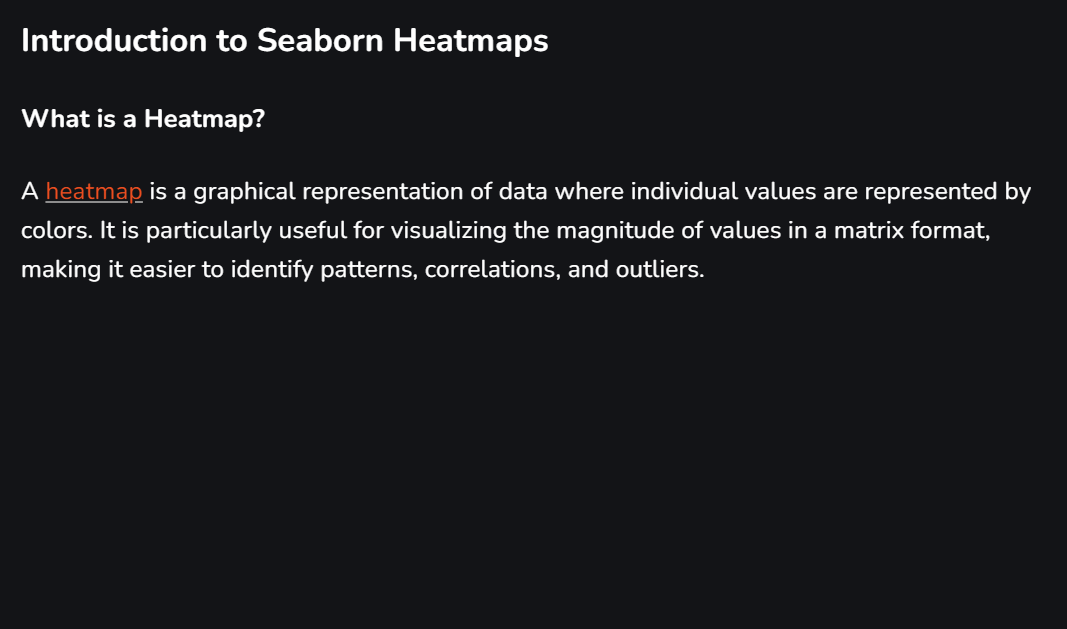 Introduction to Seaborn Heatmaps
What is a Heatmap?
A heatmap is a graphical representation of data where individual values are represented by
colors. It is particularly useful for visualizing the magnitude of values in a matrix format,
making it easier to identify patterns, correlations, and outliers.